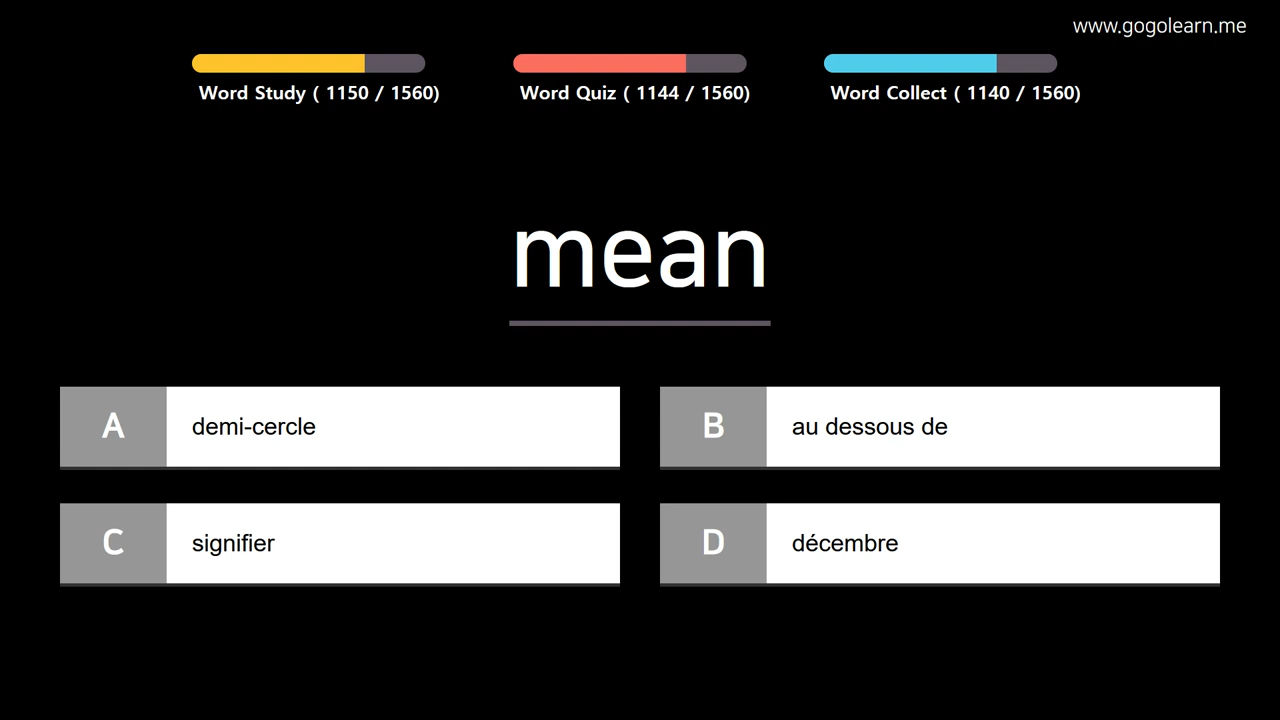 www.gogolearn.me
Word Study ( 1150 / 1560)
Word Quiz ( 1144 / 1560)
Word Collect ( 1140 / 1560)
mean
A demi-cercle
B au dessous de
C signifier
D décembre